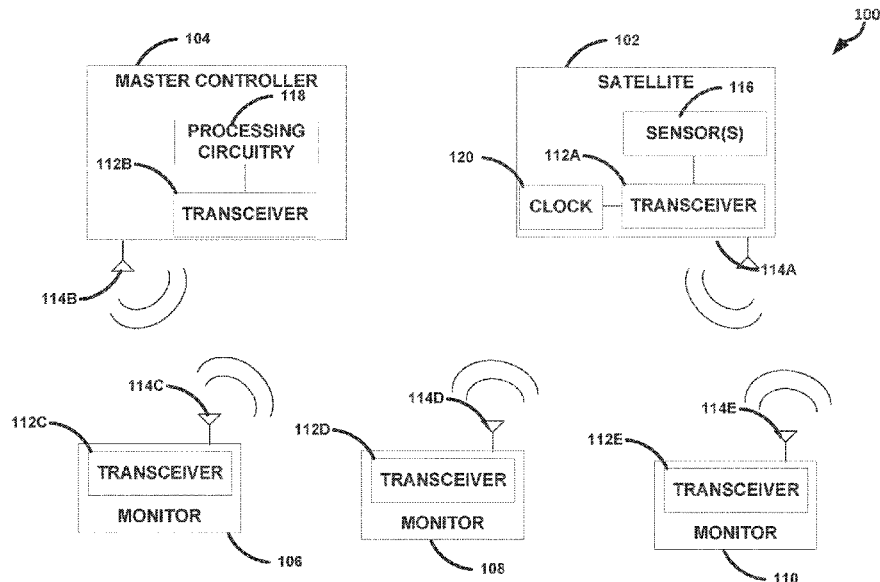 100
104
MASTER CONTROLLER
118
PROCESSING
CIRCUITRY
112B
TRANSCEIVER
114B
102
SATELLITE
116
SENSOR(S)
120
112A
CLOCK
TRANSCEIVER
114A
114C
112C
TRANSCEIVER
MONITOR
106
114D
112D
TRANSCEIVER
MONITOR
108
114E
112E
TRANSCEIVER
MONITOR
110